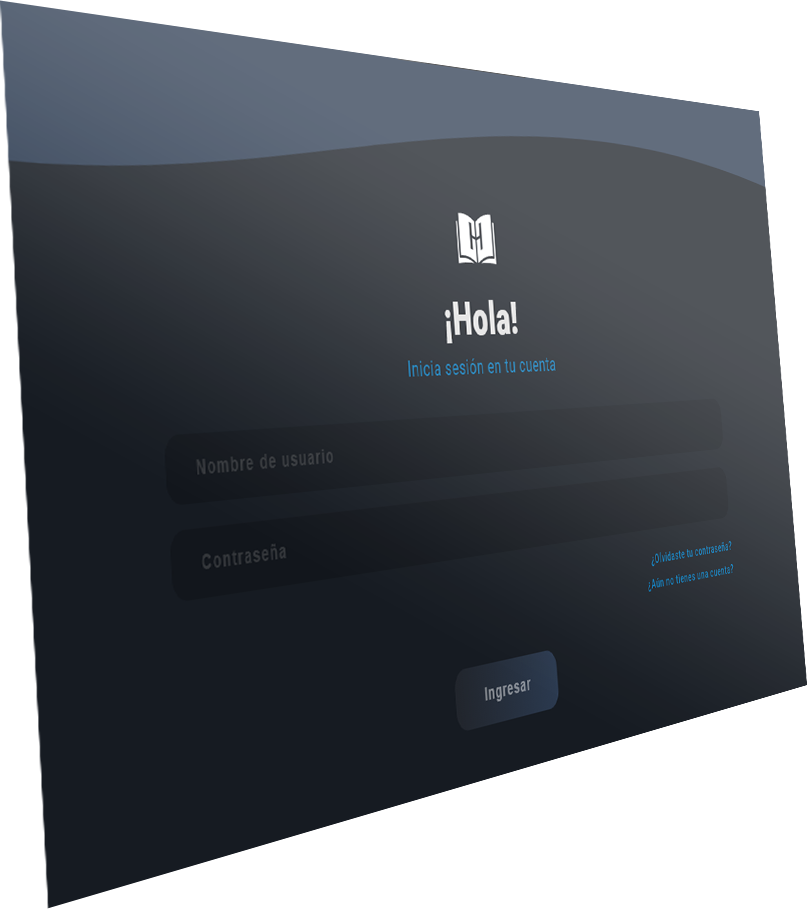 H
¡Hola!
Inicia sesión en tu cuenta
Nombre de usuario
Contraseña
¿Olvidaste tu contraseña?
¿Aún no tienes una cuenta?
Ingresar